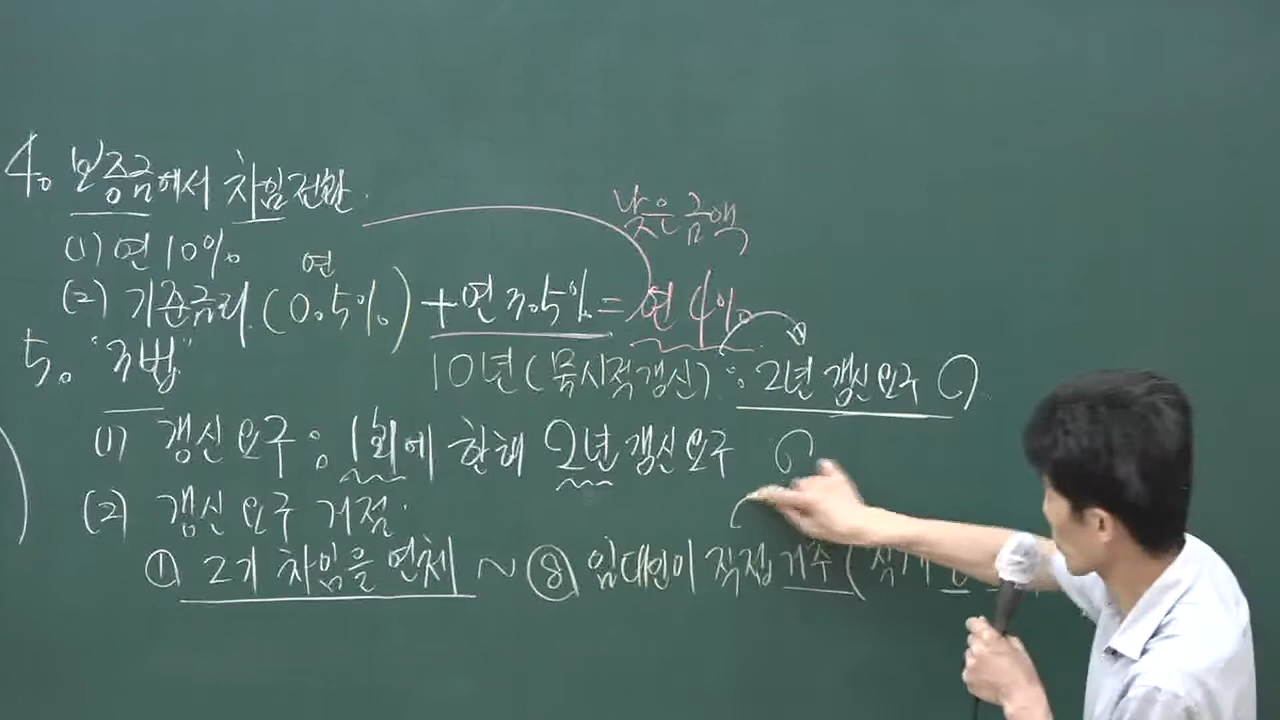 4. 보증금에서 차임전환.
낮은 금액
(1) 연 10%
연
(2) 기준금리 (0.5%) + 연 3.5% = 연 4%
5. "주법"
10년(묵시적갱신) : 2년 갱신요구
(1) 갱신요구 : 1회에 한해 2년 갱신요구
(2) 갱신요구 거절.
① 2기 차임을 연체 ~ ⑧ 임대인이 직접 거주 (직계